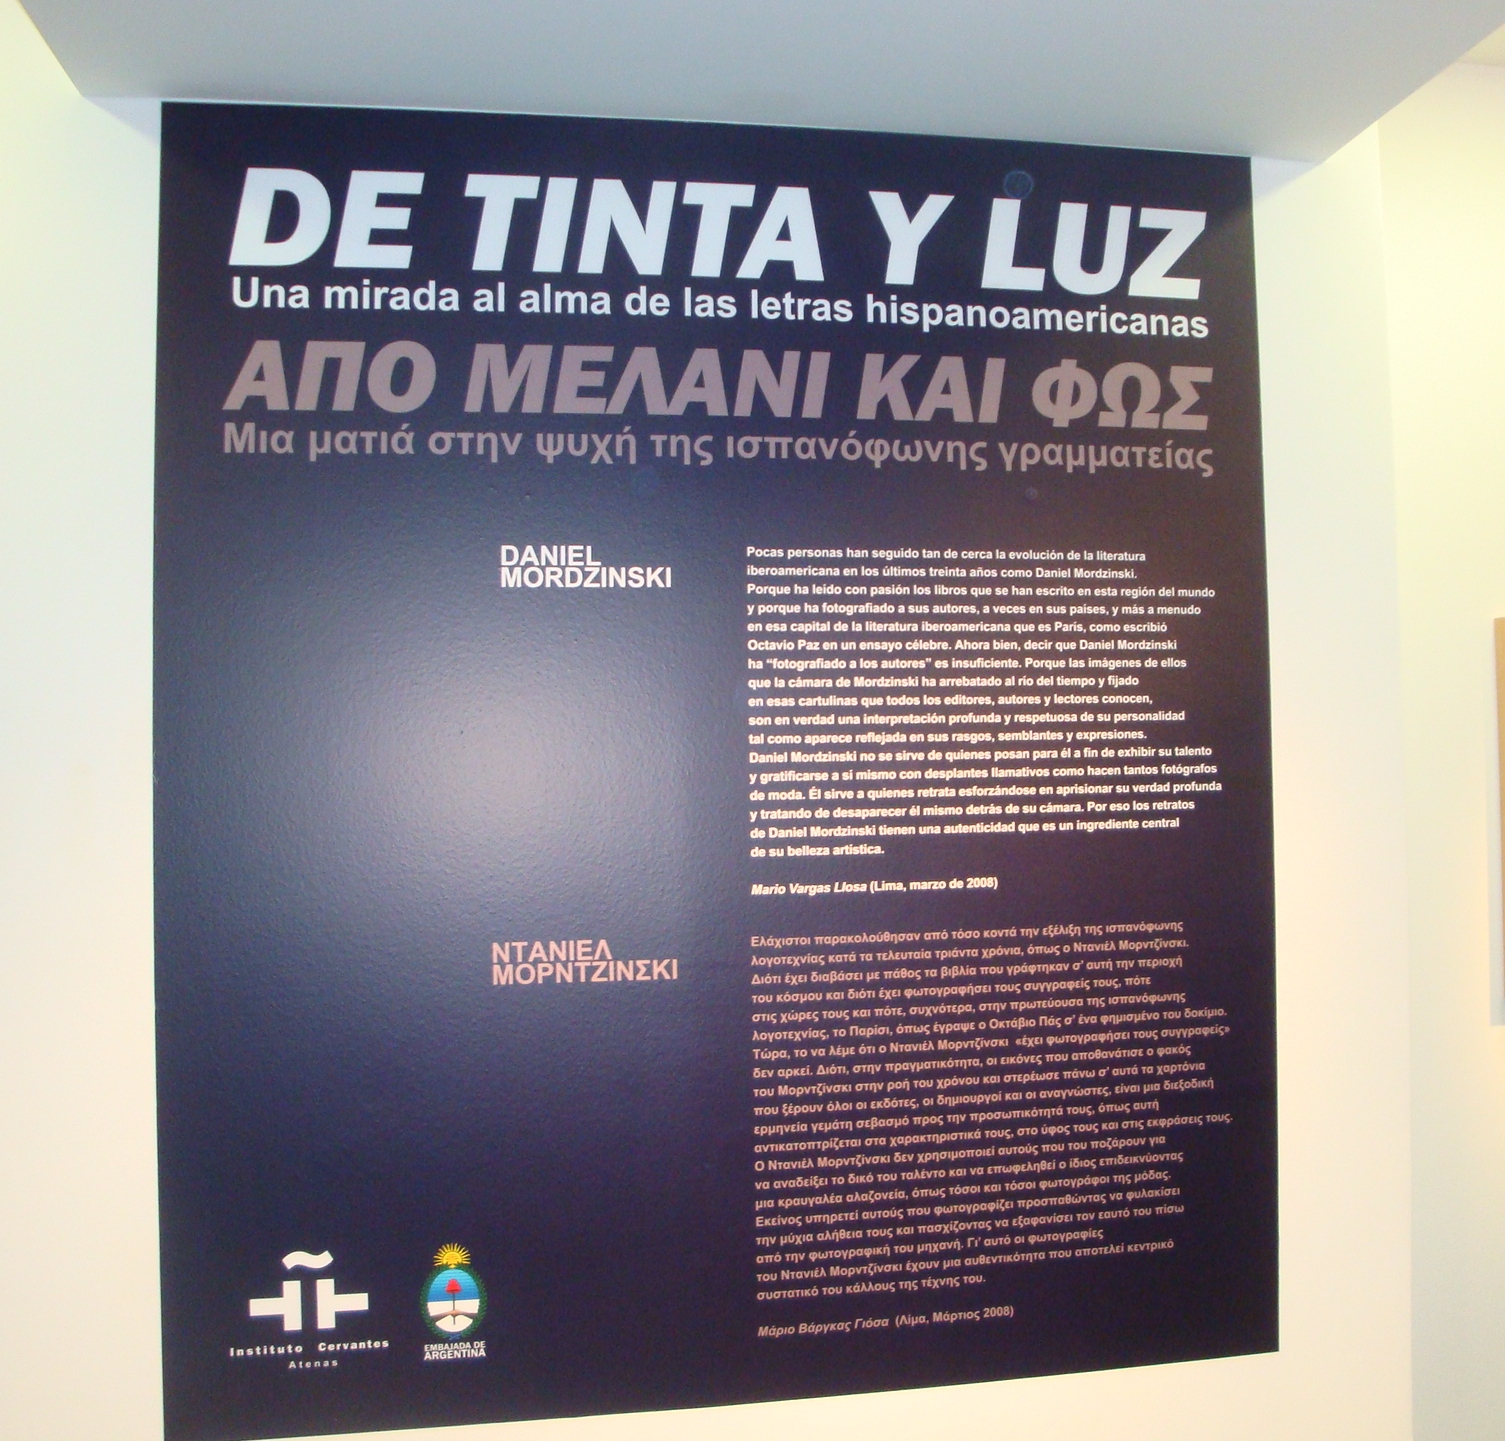 DE TINTA Y LUZ
Una mirada al alma de las letras hispanoamericanas
ΑΠΟ ΜΕΛΑΝΙ ΚΑΙ ΦΩΣ
Μια ματιά στην ψυχή της ισπανόφωνης γραμματείας
DANIEL
MORDZINSKI
Pocas personas han seguido tan de cerca la evolución de la literatura
iberoamericana en los últimos treinta años como Daniel Mordzinski.
Porque ha leído con pasión los libros que se han escrito en esta región del mundo
y porque ha fotografiado a sus autores, a veces en sus países, y más a menudo
en esa capital de la literatura iberoamericana que es París, como escribió
Octavio Paz en un ensayo célebre. Ahora bien, decir que Daniel Mordzinski
ha “fotografiado a los autores” es insuficiente. Porque las imágenes de ellos
que la cámara de Mordzinski ha arrebatado al río del tiempo y fijado
en esas cartulinas que todos los editores, autores y lectores conocen,
son en verdad una interpretación profunda y respetuosa de su personalidad
tal como aparece reflejada en sus rasgos, semblantes y expresiones.
Daniel Mordzinski no se sirve de quienes posan para él a fin de exhibir su talento
y gratificarse a sí mismo con desplantes llamativos como hacen tantos fotógrafos
de moda. Él sirve a quienes retrata esforzándose en aprisionar su verdad profunda
y tratando de desaparecer él mismo detrás de su cámara. Por eso los retratos
de Daniel Mordzinski tienen una autenticidad que es un ingrediente central
de su belleza artística.
Mario Vargas Llosa (Lima, marzo de 2008)
ΝΤΑΝΙΕΛ
ΜΟΡΝΤΖΙΝΣΚΙ
Ελάχιστοι παρακολούθησαν από τόσο κοντά την εξέλιξη της ισπανόφωνης
λογοτεχνίας κατά τα τελευταία τριάντα χρόνια, όπως ο Ντανιέλ Μορντζίνσκι.
Διότι έχει διαβάσει με πάθος τα βιβλία που γράφτηκαν σ’ αυτή την περιοχή
του κόσμου και διότι έχει φωτογραφήσει τους συγγραφείς τους, πότε
στις χώρες τους και πότε, συχνότερα, στην πρωτεύουσα της ισπανόφωνης
λογοτεχνίας, το Παρίσι, όπως έγραψε ο Οκτάβιο Πάς σ’ ένα φημισμένο του δοκίμιο.
Τώρα, το να λέμε ότι ο Ντανιέλ Μορντζίνσκι «έχει φωτογραφήσει τους συγγραφείς»
δεν αρκεί. Διότι, στην πραγματικότητα, οι εικόνες που αποθανάτισε ο φακός
του Μορντζίνσκι στην ροή του χρόνου και στερέωσε πάνω σ’ αυτά τα χαρτόνια
που ξέρουν όλοι οι εκδότες, οι δημιουργοί και οι αναγνώστες, είναι μια διεξοδική
ερμηνεία γεμάτη σεβασμό προς την προσωπικότητά τους, όπως αυτή
αντικατοπτρίζεται στα χαρακτηριστικά τους, στο ύφος τους και στις εκφράσεις τους.
Ο Ντανιέλ Μορντζίνσκι δεν χρησιμοποιεί αυτούς που του ποζάρουν για
να αναδείξει το δικό του ταλέντο και να επωφεληθεί ο ίδιος επιδεικνύοντας
μια κραυγαλέα αλαζονεία, όπως τόσοι και τόσοι φωτογράφοι της μόδας.
Εκείνος υπηρετεί αυτούς που φωτογραφίζει προσπαθώντας να φυλακίσει
την μύχια αλήθεια τους και πασχίζοντας να εξαφανίσει τον εαυτό του πίσω
από την φωτογραφική του μηχανή. Γι’ αυτό οι φωτογραφίες
του Ντανιέλ Μορντζίνσκι έχουν μια αυθεντικότητα που αποτελεί κεντρικό
συστατικό του κάλλους της τέχνης του.
Μάριο Βάργκας Γιόσα (Λίμα, Μάρτιος 2008)
Instituto Cervantes
Atenas
EMBAJADA DE
ARGENTINA